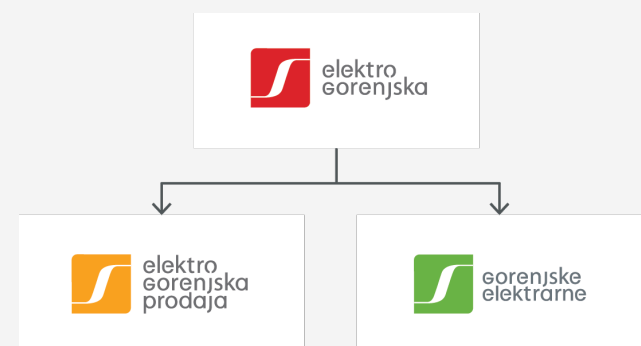 elektro
gorenjska
elektro
gorenjska
prodaja
gorenjske
elektrarne